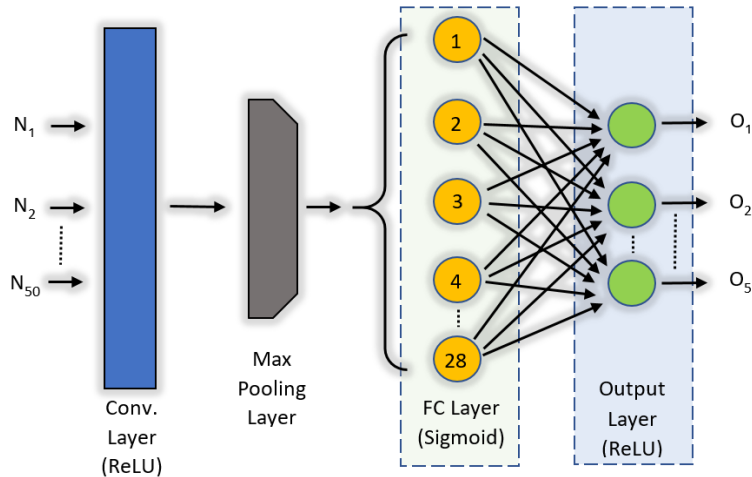 N1
N2
N50
Conv.
Layer
(ReLU)
Max
Pooling
Layer
1
2
3
4
28
FC Layer
(Sigmoid)
Output
Layer
(ReLU)
O1
O2
O5